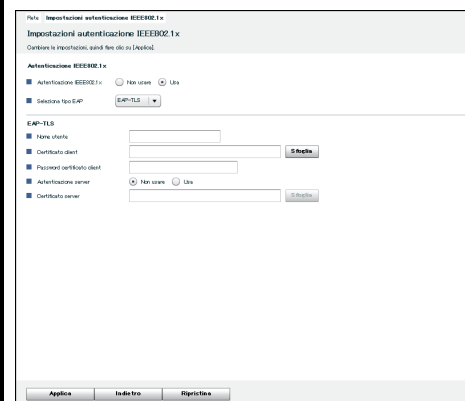 Rete Impostazioni autenticazione IEEE802.1x
Impostazioni autenticazione IEEE802.1x
Cambiare le impostazioni, quindi fare clic su [Applica].
Autenticazione IEEE802.1x
Autenticazione IEEE802.1x Non usare Usa
Seleziona tipo EAP EAP-TLS
EAP-TLS
Nome utente
Certificato client Sfoglia
Password certificato client
Autenticazione server Non usare Usa
Certificato server Sfoglia
Applica Indietro Ripristina